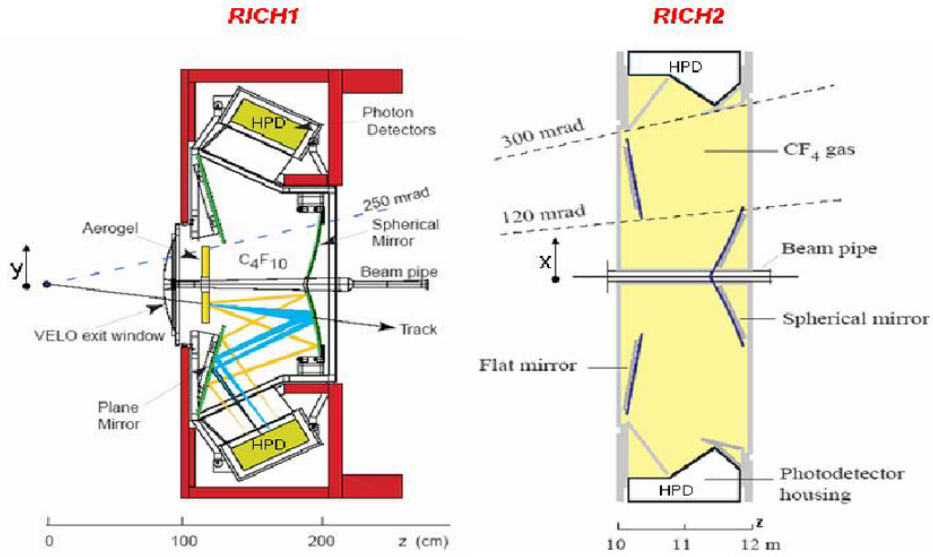 RICH1
RICH2
HPD
Photon
Detectors
250 mrad
Aerogel
Spherical
Mirror
C4F10
Beam pipe
y
VELO exit window
Track
Plane
Mirror
HPD
0
100
200
z (cm)
HPD
300 mrad
CF4 gas
120 mrad
Beam pipe
x
Spherical mirror
Flat mirror
Photodetector
housing
HPD
z
10
11
12 m